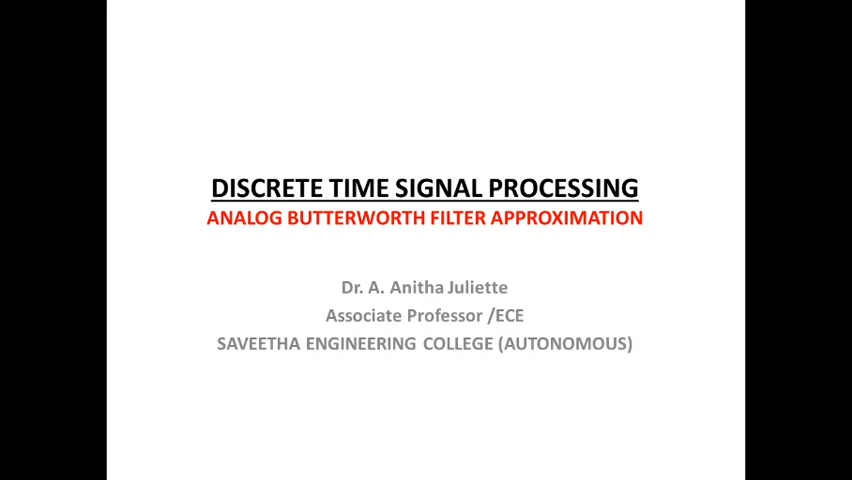 DISCRETE TIME SIGNAL PROCESSING
ANALOG BUTTERWORTH FILTER APPROXIMATION
Dr. A. Anitha Juliette
Associate Professor /ECE
SAVEETHA ENGINEERING COLLEGE (AUTONOMOUS)